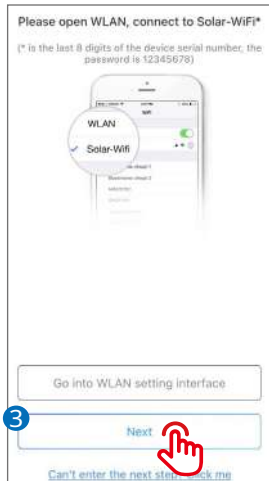 Please open WLAN, connect to Solar-WiFi*
(* is the last 8 digits of the device serial number, the
password is 12345678)
WLAN
Solar-Wifi
Go into WLAN setting interface
3
Next
Can't enter the next step? Click me